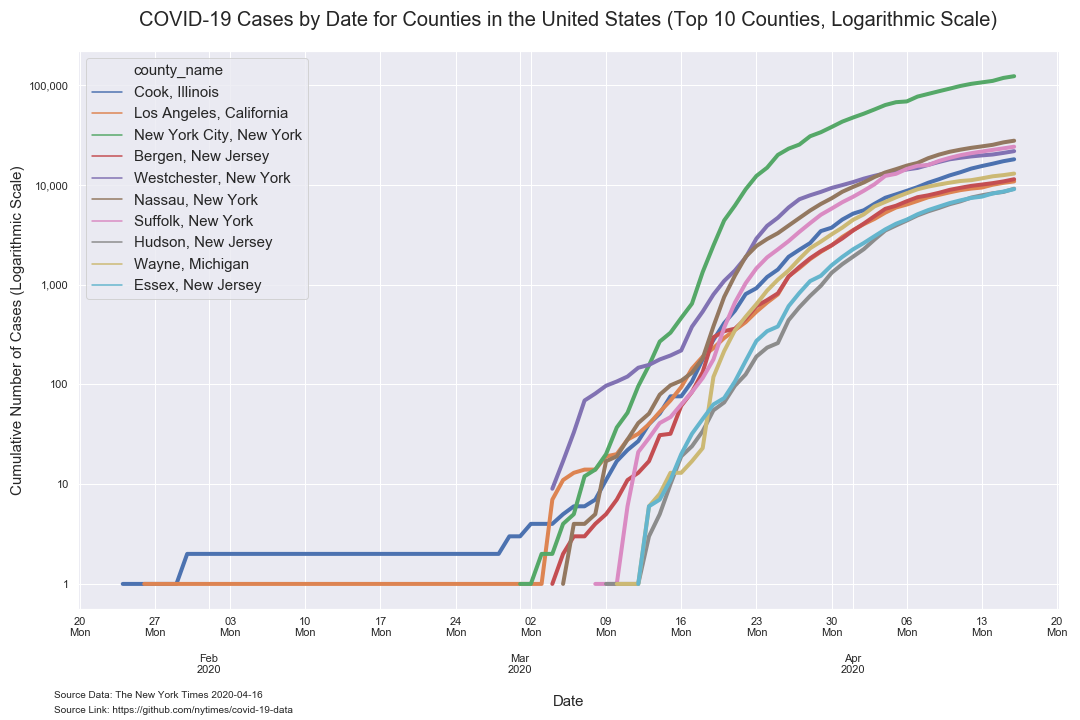 COVID-19 Cases by Date for Counties in the United States (Top 10 Counties, Logarithmic Scale)
county_name
Cook, Illinois
Los Angeles, California
New York City, New York
Bergen, New Jersey
Westchester, New York
Nassau, New York
Suffolk, New York
Hudson, New Jersey
Wayne, Michigan
Essex, New Jersey
Cumulative Number of Cases (Logarithmic Scale)
100,000
10,000
1,000
100
10
1
20 27 03 10 17 24 02 09 16 23 30 06 13 20
Mon Mon Mon Mon Mon Mon Mon Mon Mon Mon Mon Mon Mon Mon
Feb Mar Apr
2020 2020 2020
Date
Source Data: The New York Times 2020-04-16
Source Link: https://github.com/nytimes/covid-19-data